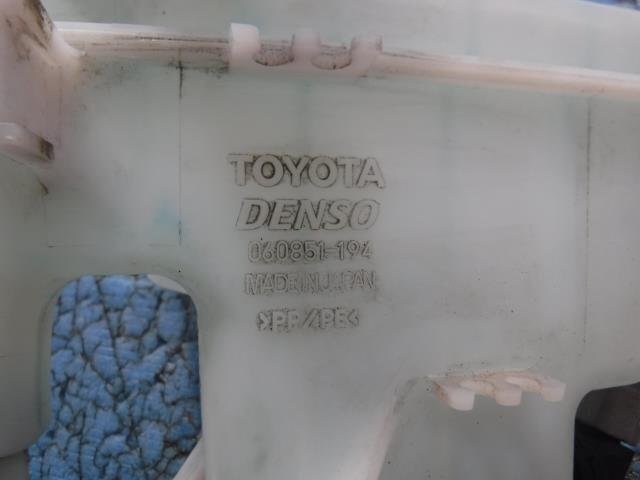 TOYOTA
DENSO
060851-194
MADE IN JAPAN
>PP/PE<